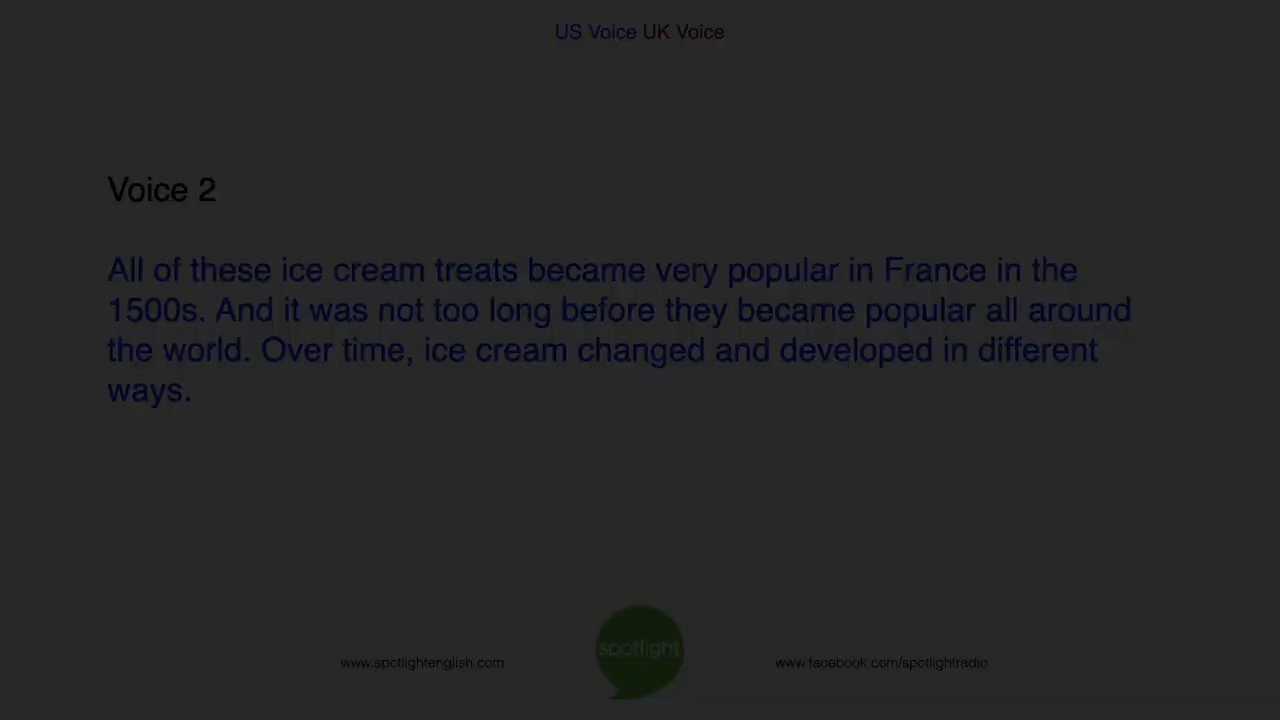 US Voice UK Voice
Voice 2
All of these ice cream treats became very popular in France in the
1500s. And it was not too long before they became popular all around
the world. Over time, ice cream changed and developed in different
ways.
spotlight
www.spotlightenglish.com
www.facebook.com/spotlightradio